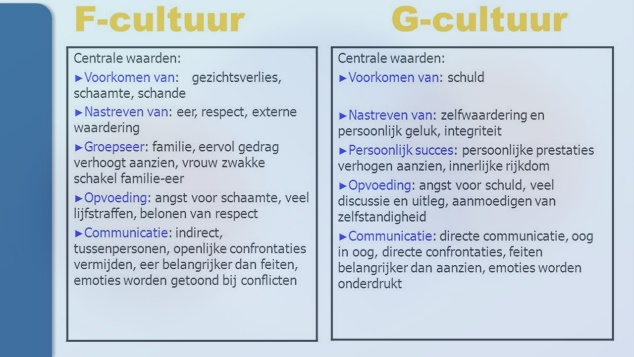 F-cultuur
Centrale waarden:
►Voorkomen van: gezichtsverlies,
schaamte, schande
►Nastreven van: eer, respect, externe
waardering
►Groepseer: familie, eervol gedrag
verhoogt aanzien, vrouw zwakke
schakel familie-eer
►Opvoeding: angst voor schaamte, veel
lijfstraffen, belonen van respect
►Communicatie: indirect,
tussenpersonen, openlijke confrontaties
vermijden, eer belangrijker dan feiten,
emoties worden getoond bij conflicten
G-cultuur
Centrale waarden:
►Voorkomen van: schuld
►Nastreven van: zelfwaardering en
persoonlijk geluk, integriteit
►Persoonlijk succes: persoonlijke prestaties
verhogen aanzien, innerlijke rijkdom
►Opvoeding: angst voor schuld, veel
discussie en uitleg, aanmoedigen van
zelfstandigheid
►Communicatie: directe communicatie, oog
in oog, directe confrontaties, feiten
belangrijker dan aanzien, emoties worden
onderdrukt